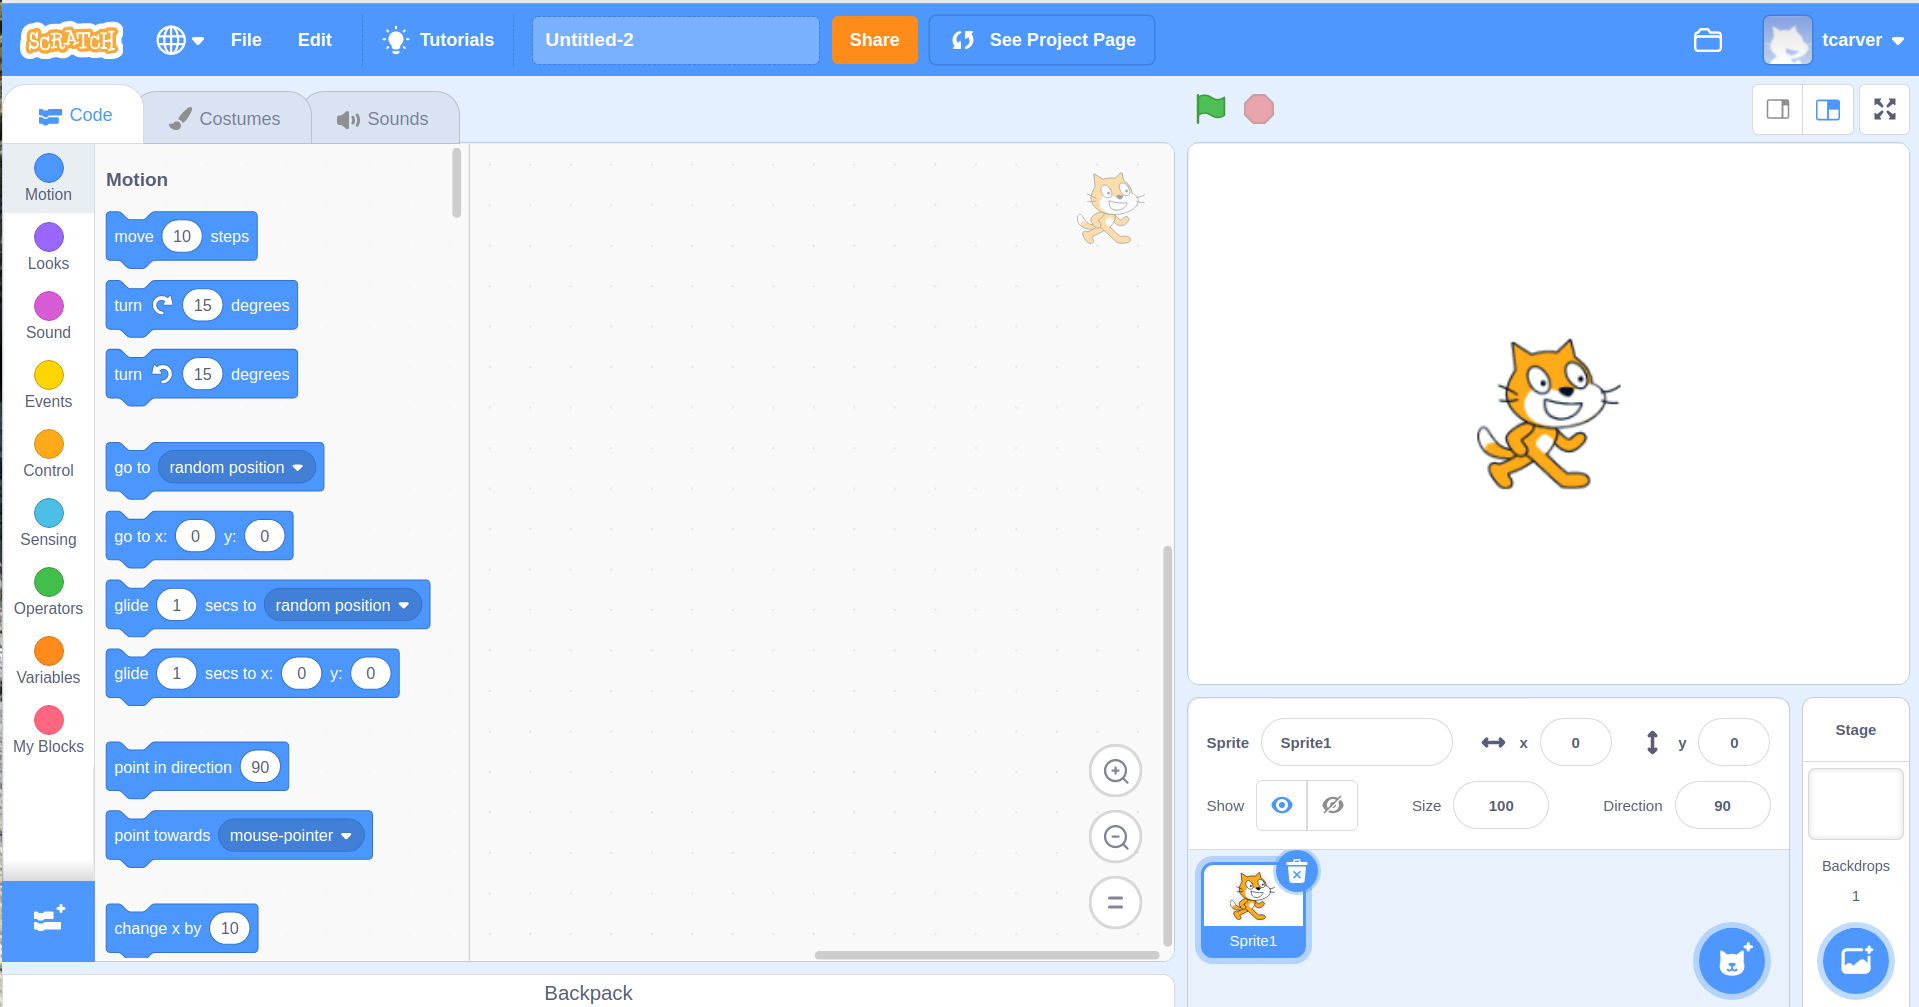 SCRATCH File Edit Tutorials Untitled-2 Share See Project Page tcarver
Code Costumes Sounds
Motion
Looks
Sound
Events
Control
Sensing
Operators
Variables
My Blocks
Motion
move 10 steps
turn 15 degrees
turn 15 degrees
go to random position
go to x: 0 y: 0
glide 1 secs to random position
glide 1 secs to x: 0 y: 0
point in direction 90
point towards mouse-pointer
change x by 10
Backpack
Sprite Sprite1 x 0 y 0
Show Size 100 Direction 90
Sprite1
Stage
Backdrops
1